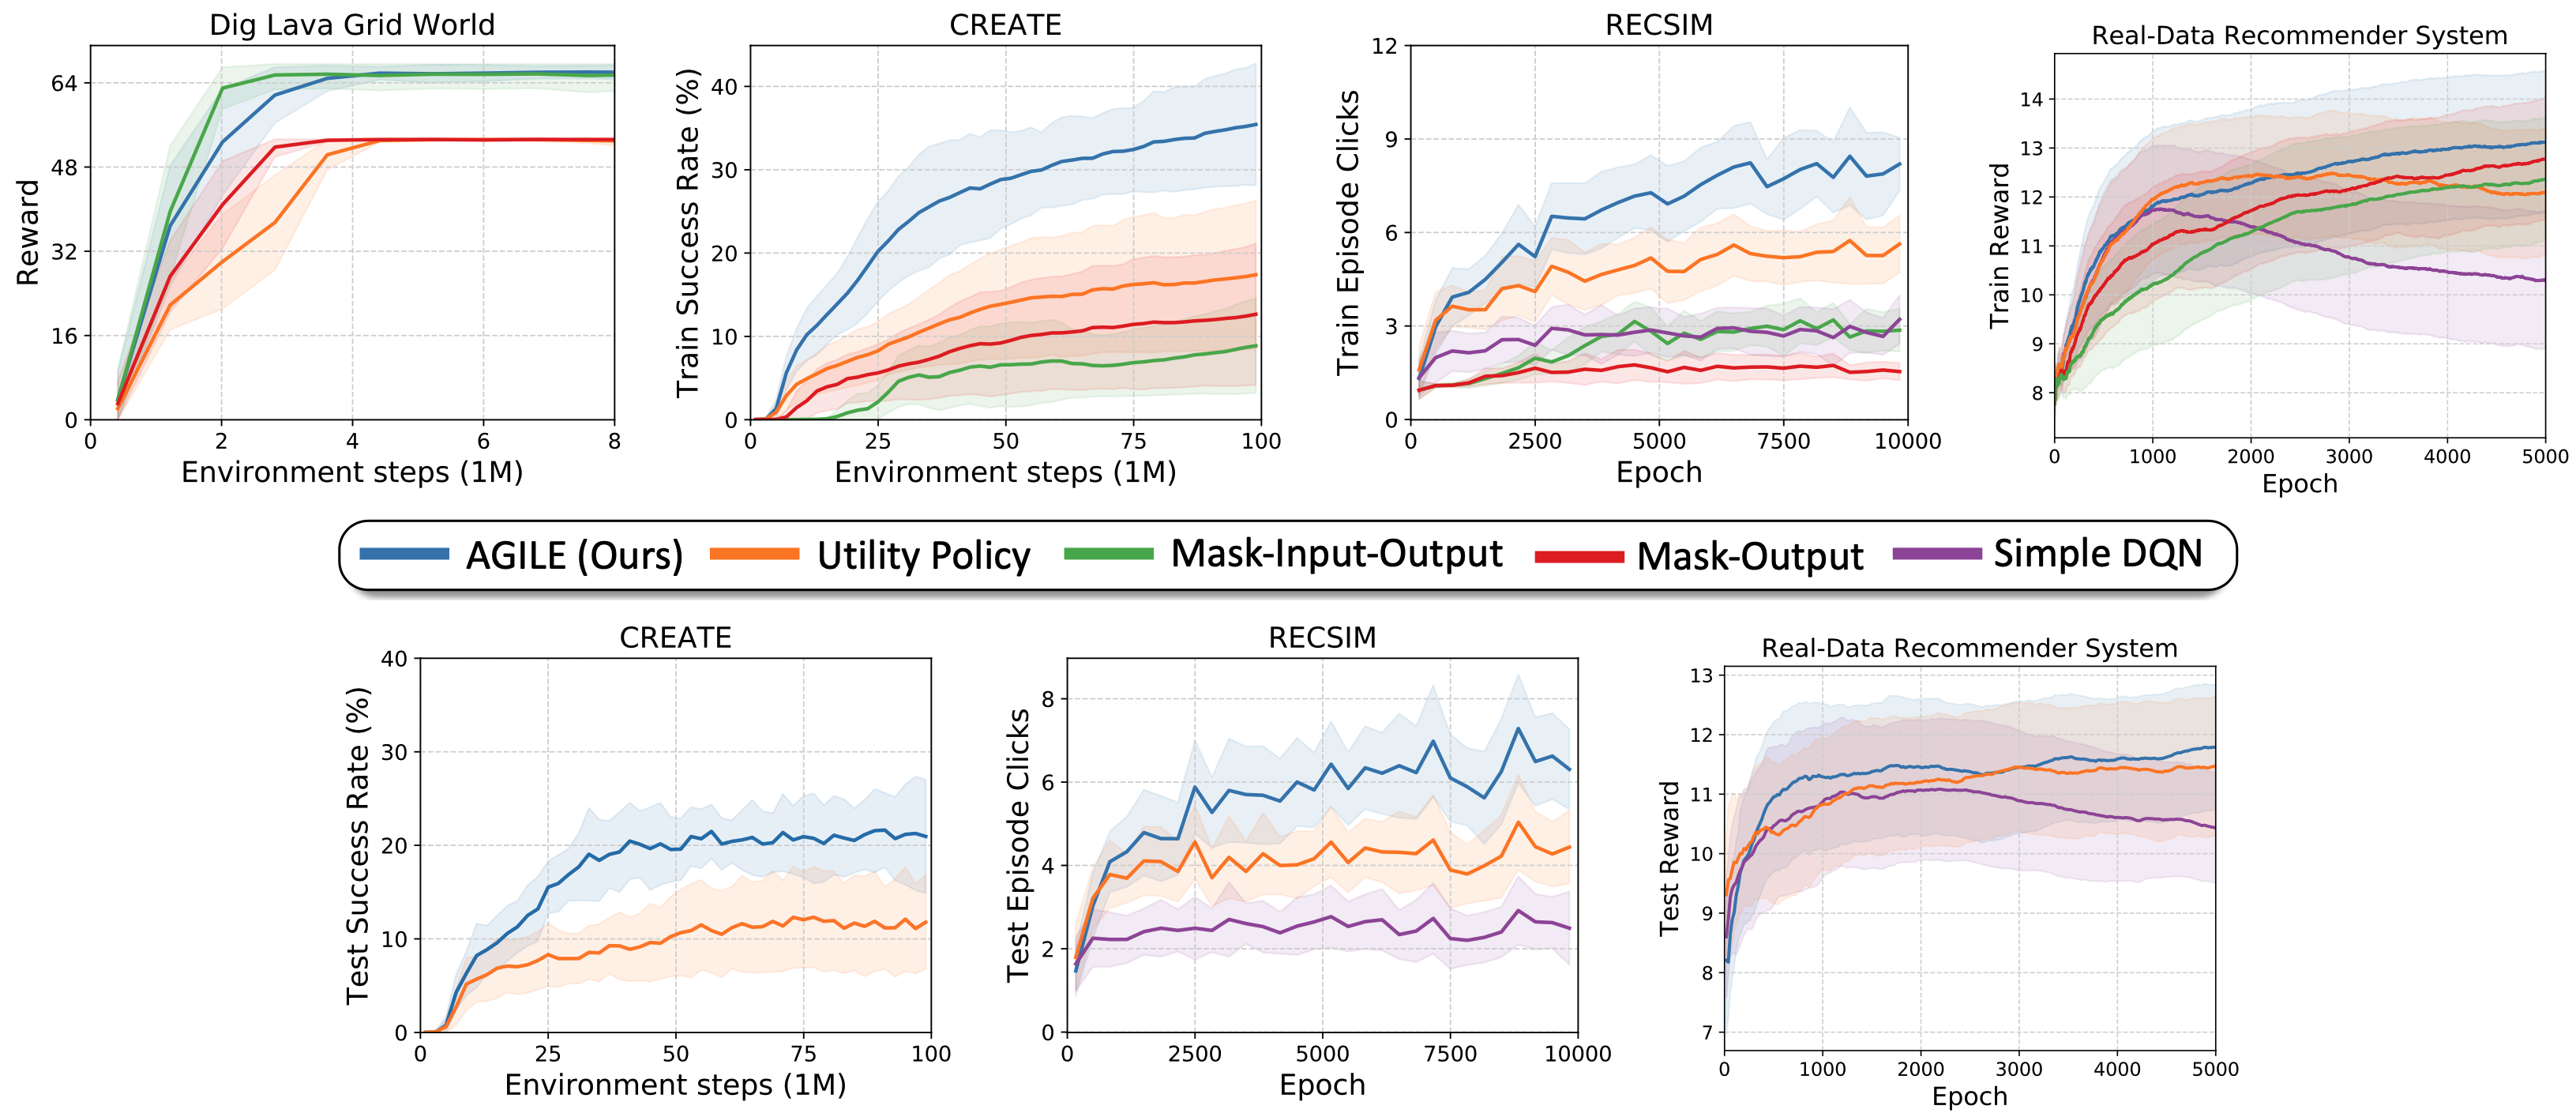 Dig Lava Grid World
Reward
64
48
32
16
0
0 2 4 6 8
Environment steps (1M)
CREATE
Train Success Rate (%)
40
30
20
10
0
0 25 50 75 100
Environment steps (1M)
RECSIM
Train Episode Clicks
12
9
6
3
0
0 2500 5000 7500 10000
Epoch
Real-Data Recommender System
Train Reward
14
13
12
11
10
9
8
0 1000 2000 3000 4000 5000
Epoch
AGILE (Ours) Utility Policy Mask-Input-Output Mask-Output Simple DQN
CREATE
Test Success Rate (%)
40
30
20
10
0
0 25 50 75 100
Environment steps (1M)
RECSIM
Test Episode Clicks
8
6
4
2
0
0 2500 5000 7500 10000
Epoch
Real-Data Recommender System
Test Reward
13
12
11
10
9
8
7
0 1000 2000 3000 4000 5000
Epoch